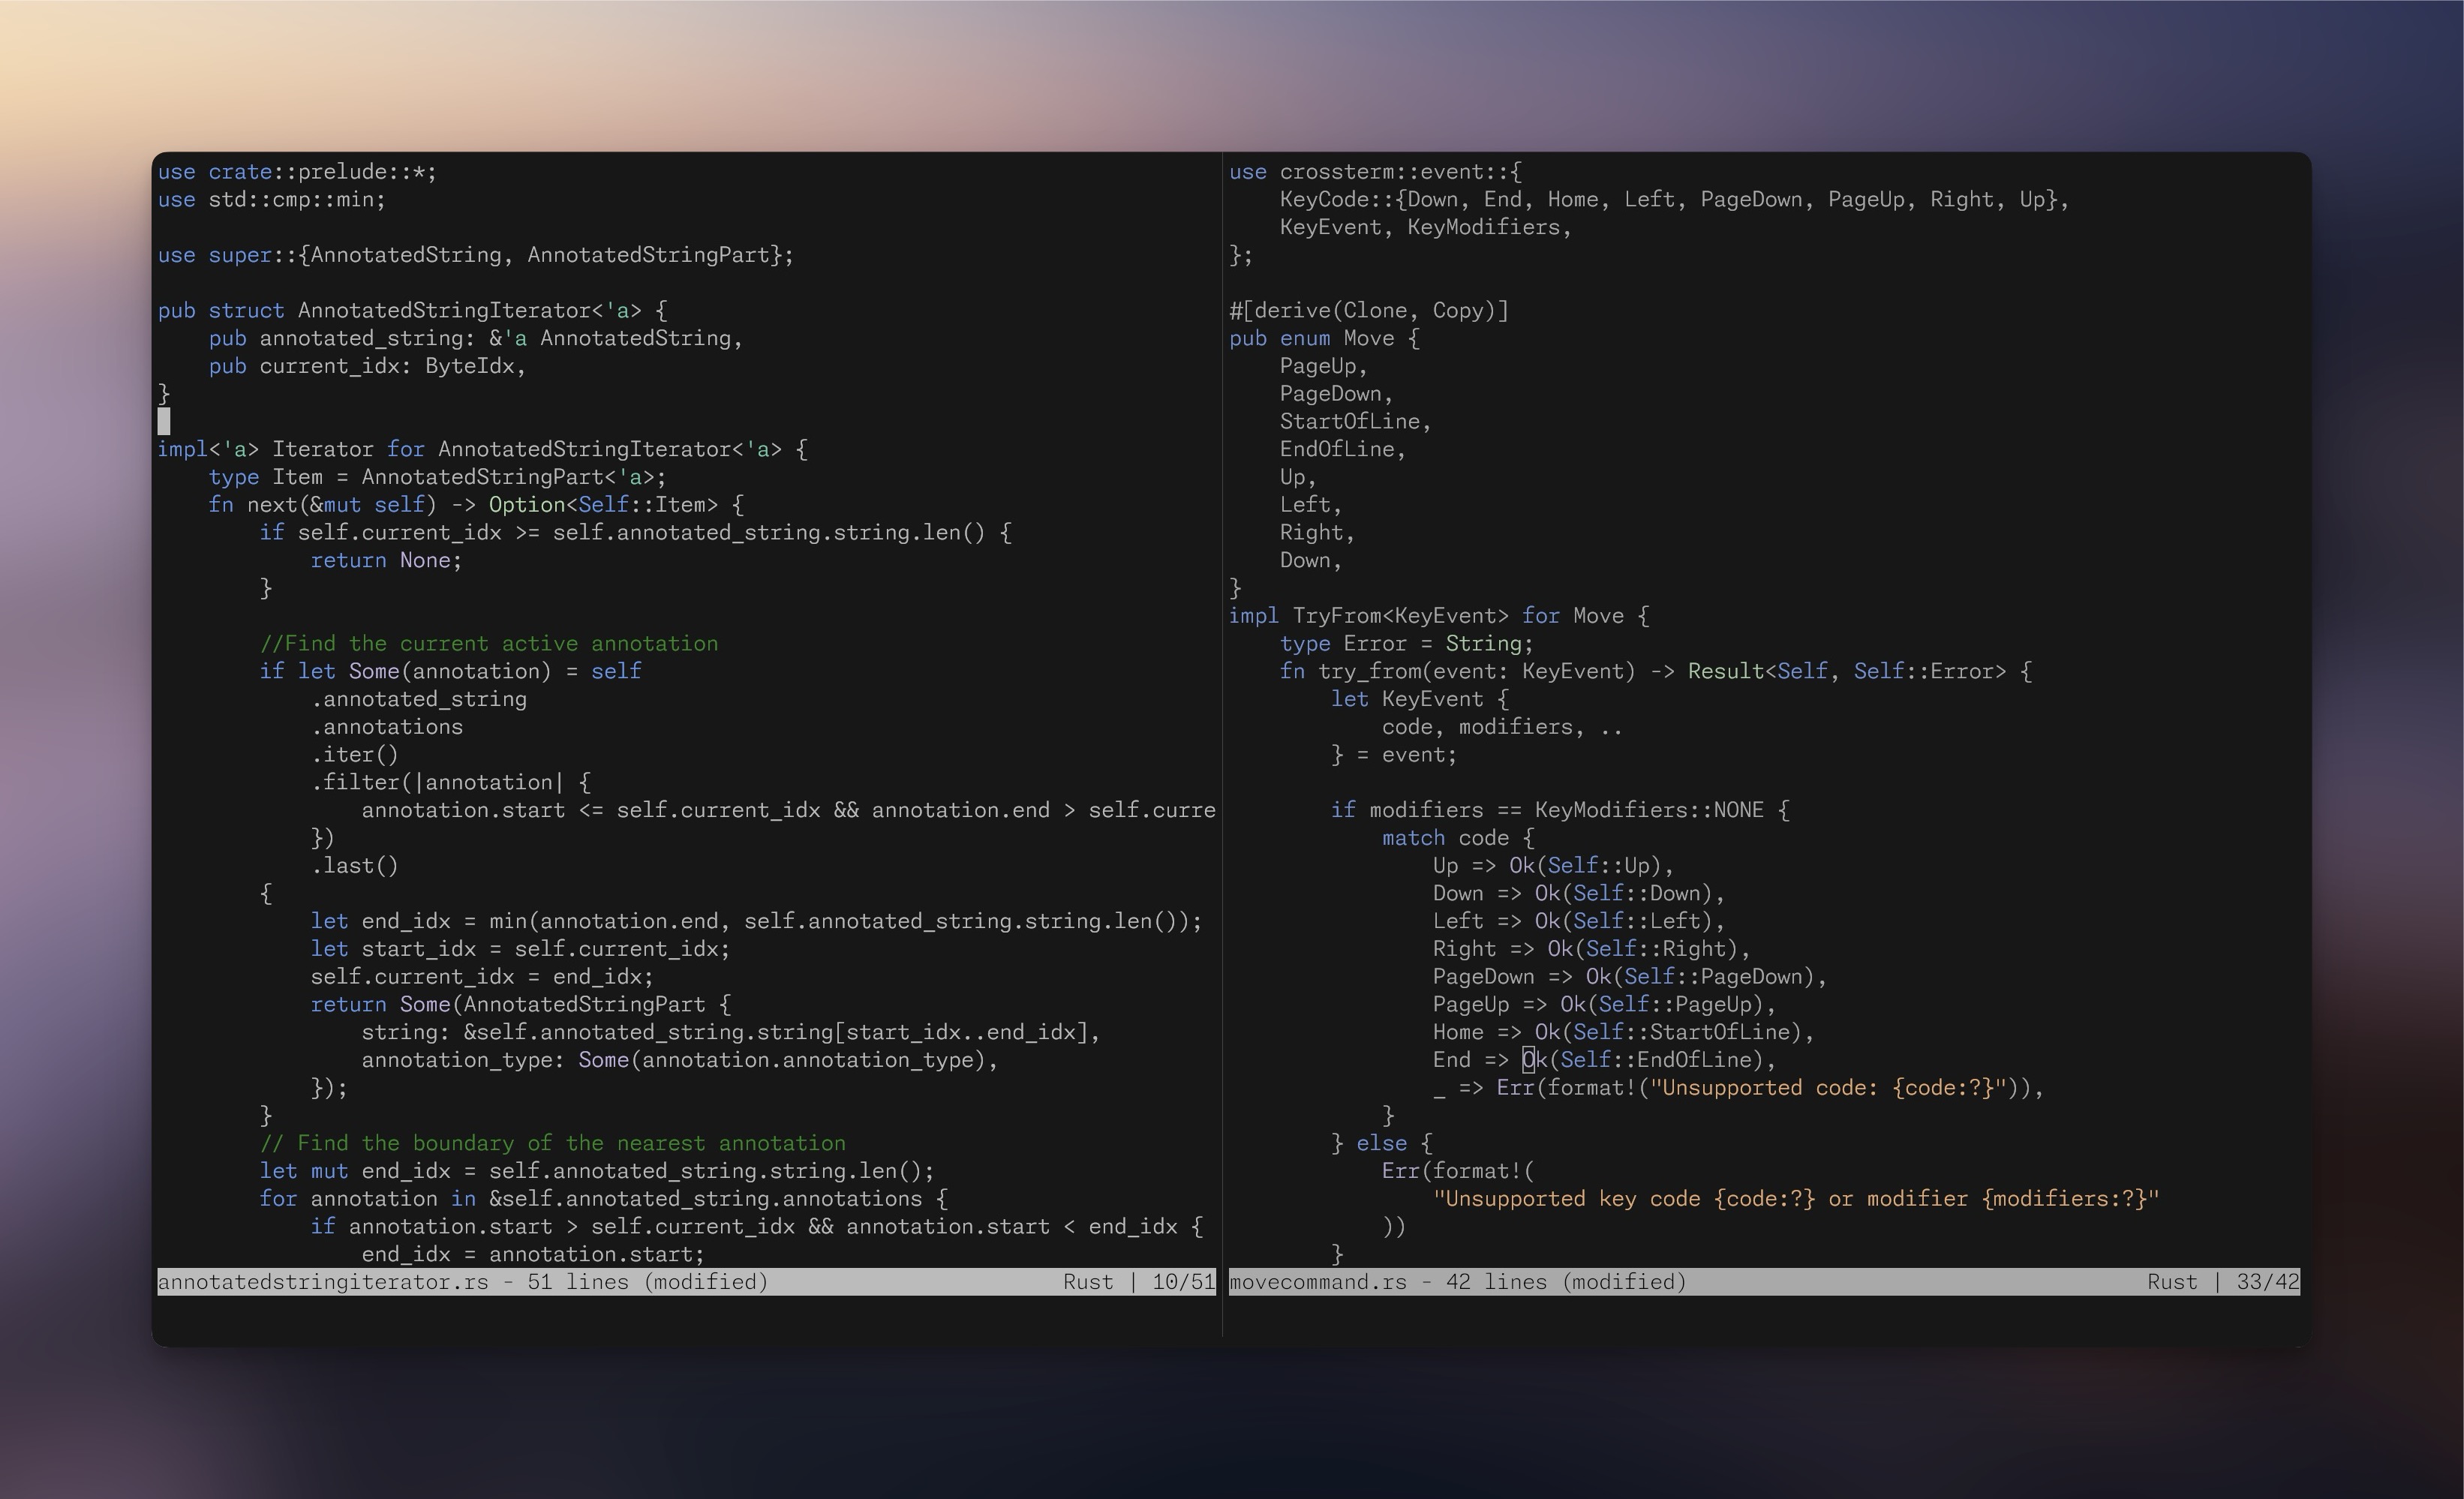 use crate::prelude::*;
use std::cmp::min;

use super::{AnnotatedString, AnnotatedStringPart};

pub struct AnnotatedStringIterator<'a> {
    pub annotated_string: &'a AnnotatedString,
    pub current_idx: ByteIdx,
}

impl<'a> Iterator for AnnotatedStringIterator<'a> {
    type Item = AnnotatedStringPart<'a>;
    fn next(&mut self) -> Option<Self::Item> {
        if self.current_idx >= self.annotated_string.string.len() {
            return None;
        }

        //Find the current active annotation
        if let Some(annotation) = self
            .annotated_string
            .annotations
            .iter()
            .filter(|annotation| {
                annotation.start <= self.current_idx && annotation.end > self.curre
            })
            .last()
        {
            let end_idx = min(annotation.end, self.annotated_string.string.len());
            let start_idx = self.current_idx;
            self.current_idx = end_idx;
            return Some(AnnotatedStringPart {
                string: &self.annotated_string.string[start_idx..end_idx],
                annotation_type: Some(annotation.annotation_type),
            });
        }
        // Find the boundary of the nearest annotation
        let mut end_idx = self.annotated_string.string.len();
        for annotation in &self.annotated_string.annotations {
            if annotation.start > self.current_idx && annotation.start < end_idx {
                end_idx = annotation.start;
annotatedstringiterator.rs - 51 lines (modified) Rust | 10/51
use crossterm::event::{
    KeyCode::{Down, End, Home, Left, PageDown, PageUp, Right, Up},
    KeyEvent, KeyModifiers,
};

#[derive(Clone, Copy)]
pub enum Move {
    PageUp,
    PageDown,
    StartOfLine,
    EndOfLine,
    Up,
    Left,
    Right,
    Down,
}
impl TryFrom<KeyEvent> for Move {
    type Error = String;
    fn try_from(event: KeyEvent) -> Result<Self, Self::Error> {
        let KeyEvent {
            code, modifiers, ..
        } = event;

        if modifiers == KeyModifiers::NONE {
            match code {
                Up => Ok(Self::Up),
                Down => Ok(Self::Down),
                Left => Ok(Self::Left),
                Right => Ok(Self::Right),
                PageDown => Ok(Self::PageDown),
                PageUp => Ok(Self::PageUp),
                Home => Ok(Self::StartOfLine),
                End => Ok(Self::EndOfLine),
                _ => Err(format!("Unsupported code: {code:?}")),
            }
        } else {
            Err(format!(
                "Unsupported key code {code:?} or modifier {modifiers:?}"
            ))
        }
movecommand.rs - 42 lines (modified) Rust | 33/42